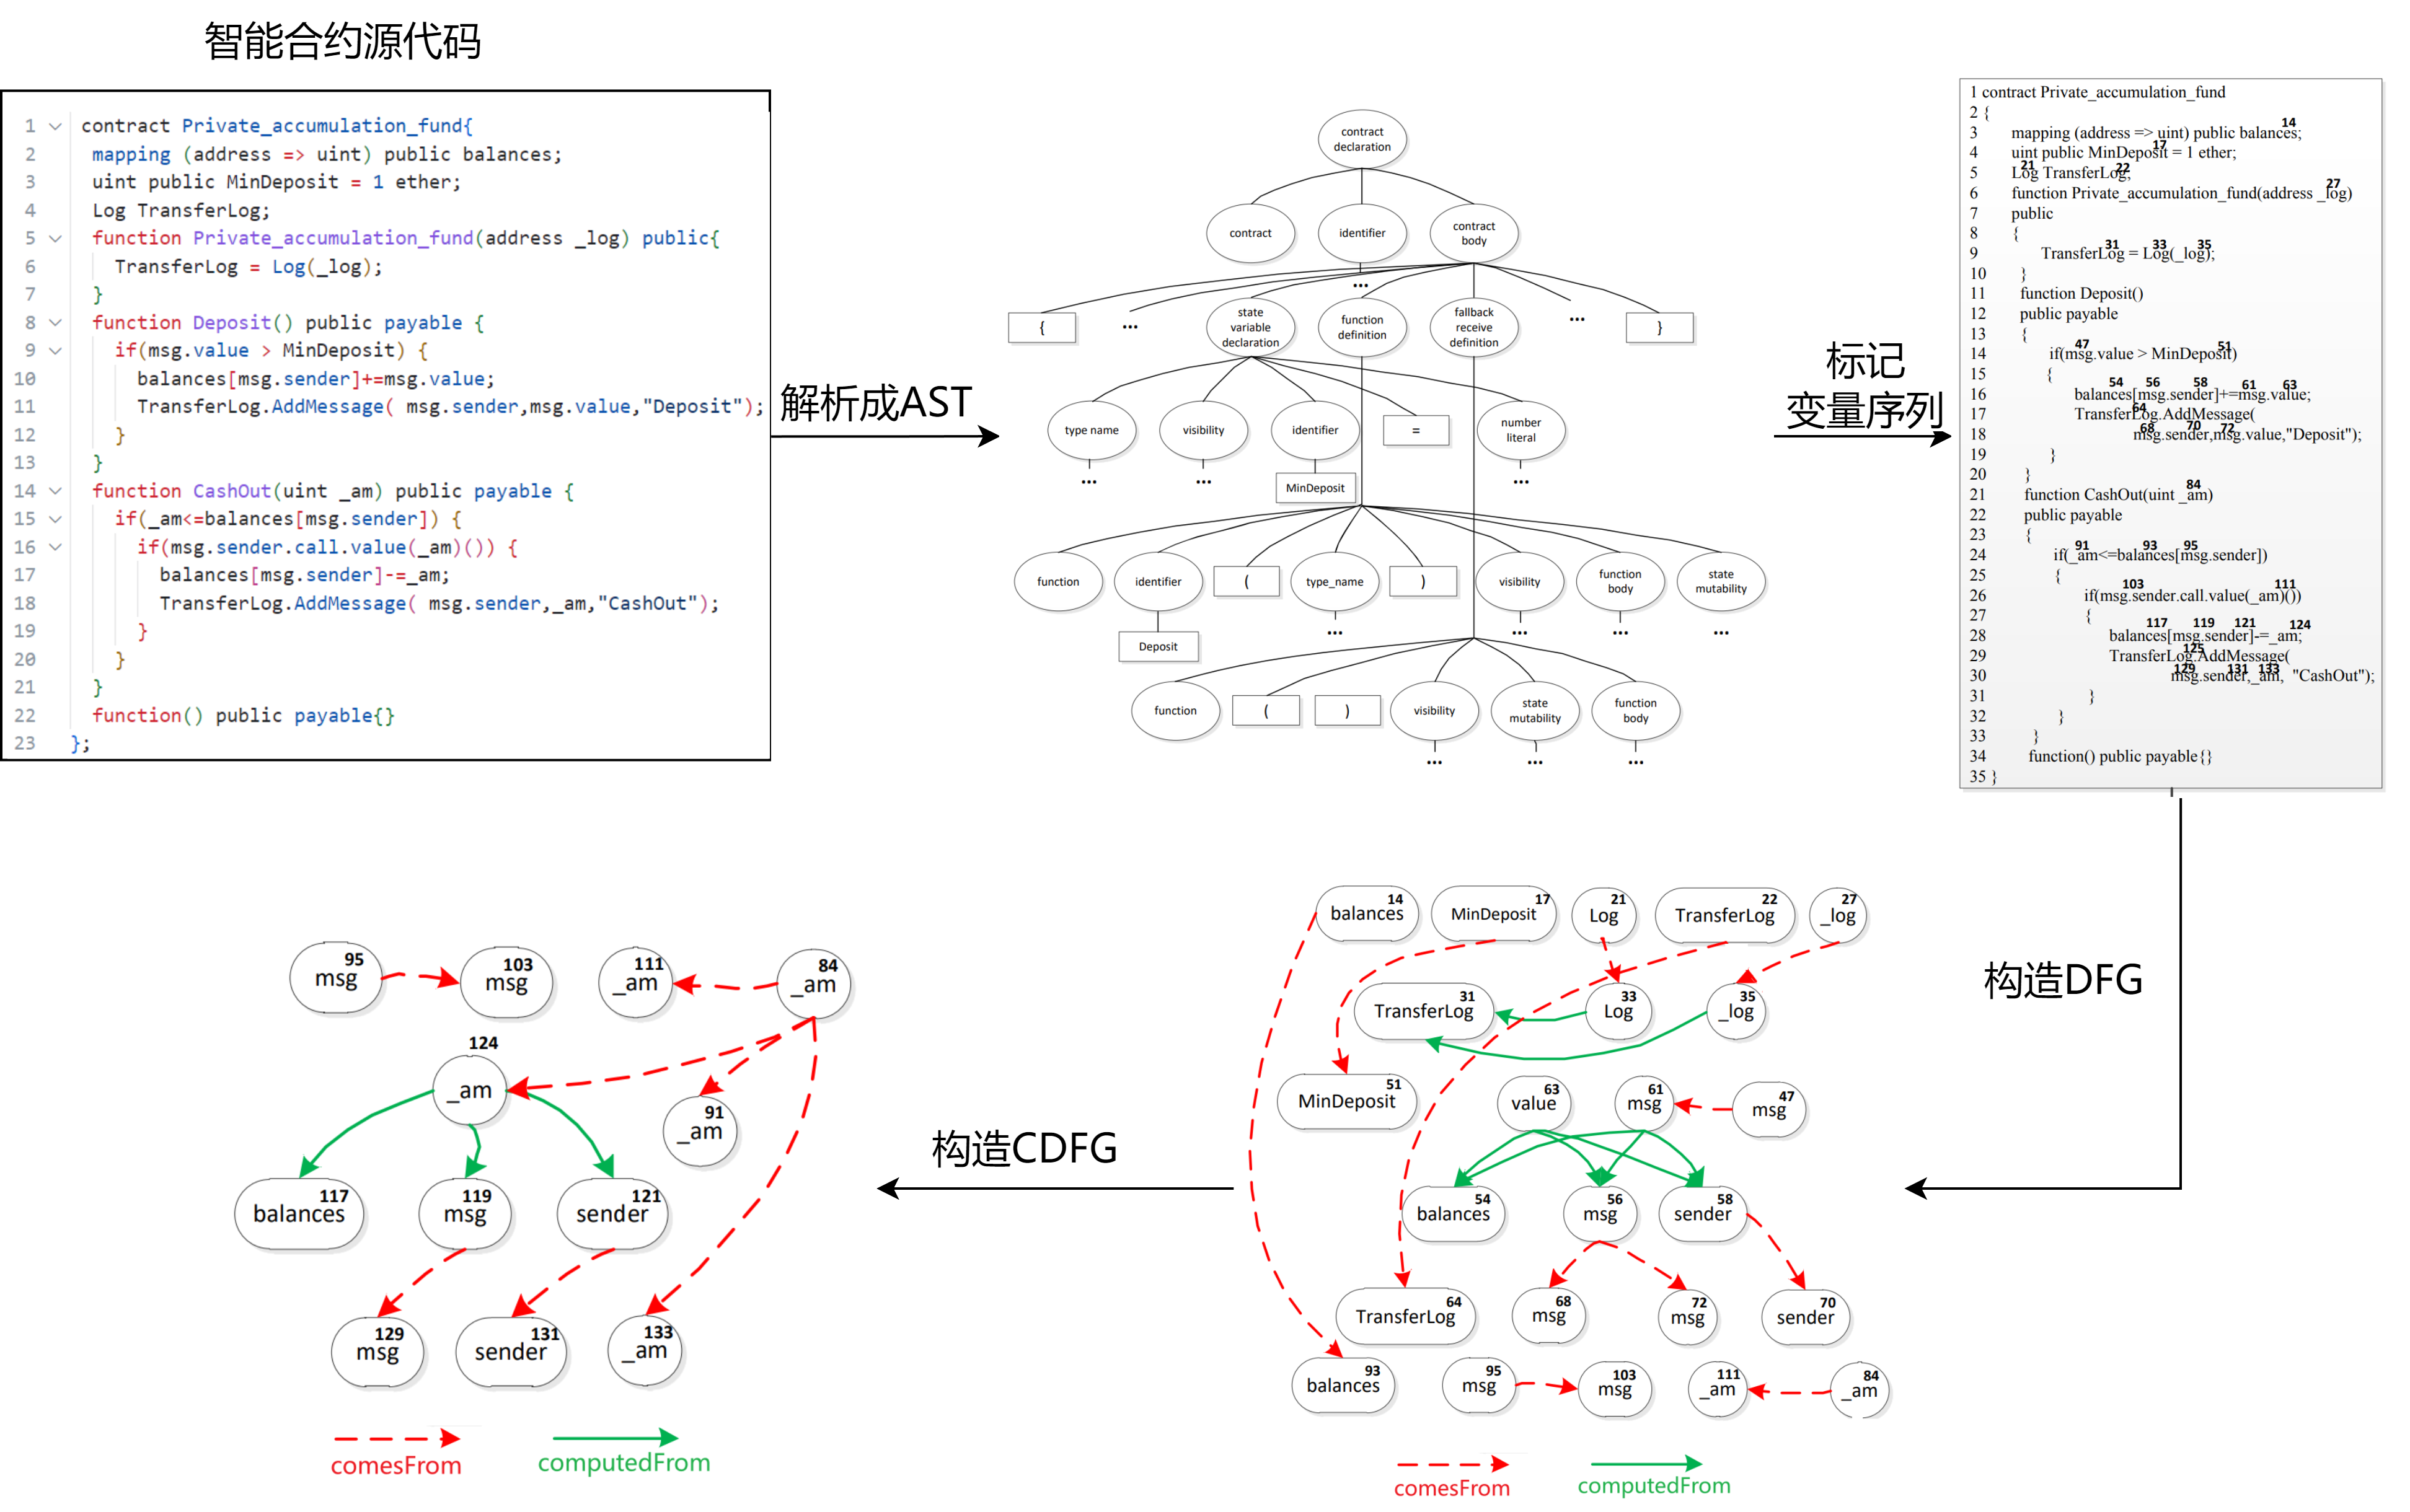 智能合约源代码
1 contract Private_accumulation_fund{
2 mapping (address => uint) public balances;
3 uint public MinDeposit = 1 ether;
4 Log TransferLog;
5 function Private_accumulation_fund(address _log) public{
6 TransferLog = Log(_log);
7 }
8 function Deposit() public payable {
9 if(msg.value > MinDeposit) {
10 balances[msg.sender]+=msg.value;
11 TransferLog.AddMessage( msg.sender,msg.value,"Deposit");
12 }
13 }
14 function CashOut(uint _am) public payable {
15 if(_am<=balances[msg.sender]) {
16 if(msg.sender.call.value(_am)()) {
17 balances[msg.sender]-=_am;
18 TransferLog.AddMessage( msg.sender,_am,"CashOut");
19 }
20 }
21 }
22 function() public payable{}
23 };
解析成AST
contract
declaration
contract
identifier
contract
body
...
{
...
state
variable
declaration
function
definition
fallback
receive
definition
...
}
type name
visibility
identifier
=
number
literal
...
...
MinDeposit
...
function
identifier
(
type_name
)
visibility
function
body
state
mutability
Deposit
...
...
...
...
function
(
)
visibility
state
mutability
function
body
...
...
...
标记
变量序列
1 contract Private_accumulation_fund
2 {
14
3 mapping (address => uint) public balances;
17
4 uint public MinDeposit = 1 ether;
21 22
5 Log TransferLog;
27
6 function Private_accumulation_fund(address _log)
7 public
8 {
31 33 35
9 TransferLog = Log(_log);
10 }
11 function Deposit()
12 public payable
13 {
47 51
14 if(msg.value > MinDeposit)
15 {
54 56 58 61 63
16 balances[msg.sender]+=msg.value;
64
17 TransferLog.AddMessage(
68 70 72
18 msg.sender,msg.value,"Deposit");
19 }
20 }
84
21 function CashOut(uint _am)
22 public payable
23 {
91 93 95
24 if(_am<=balances[msg.sender])
25 {
103 111
26 if(msg.sender.call.value(_am)())
27 {
117 119 121 124
28 balances[msg.sender]-=_am;
125
29 TransferLog.AddMessage(
129 131 133
30 msg.sender,_am, "CashOut");
31 }
32 }
33 }
34 function() public payable{}
35 }
构造DFG
14
balances
17
MinDeposit
21
Log
22
TransferLog
27
_log
31
TransferLog
33
Log
35
_log
51
MinDeposit
63
value
61
msg
47
msg
54
balances
56
msg
58
sender
64
TransferLog
68
msg
72
msg
70
sender
93
balances
95
msg
103
msg
111
_am
84
_am
comesFrom
computedFrom
构造CDFG
95
msg
103
msg
111
_am
84
_am
124
_am
91
_am
117
balances
119
msg
121
sender
129
msg
131
sender
133
_am
comesFrom
computedFrom